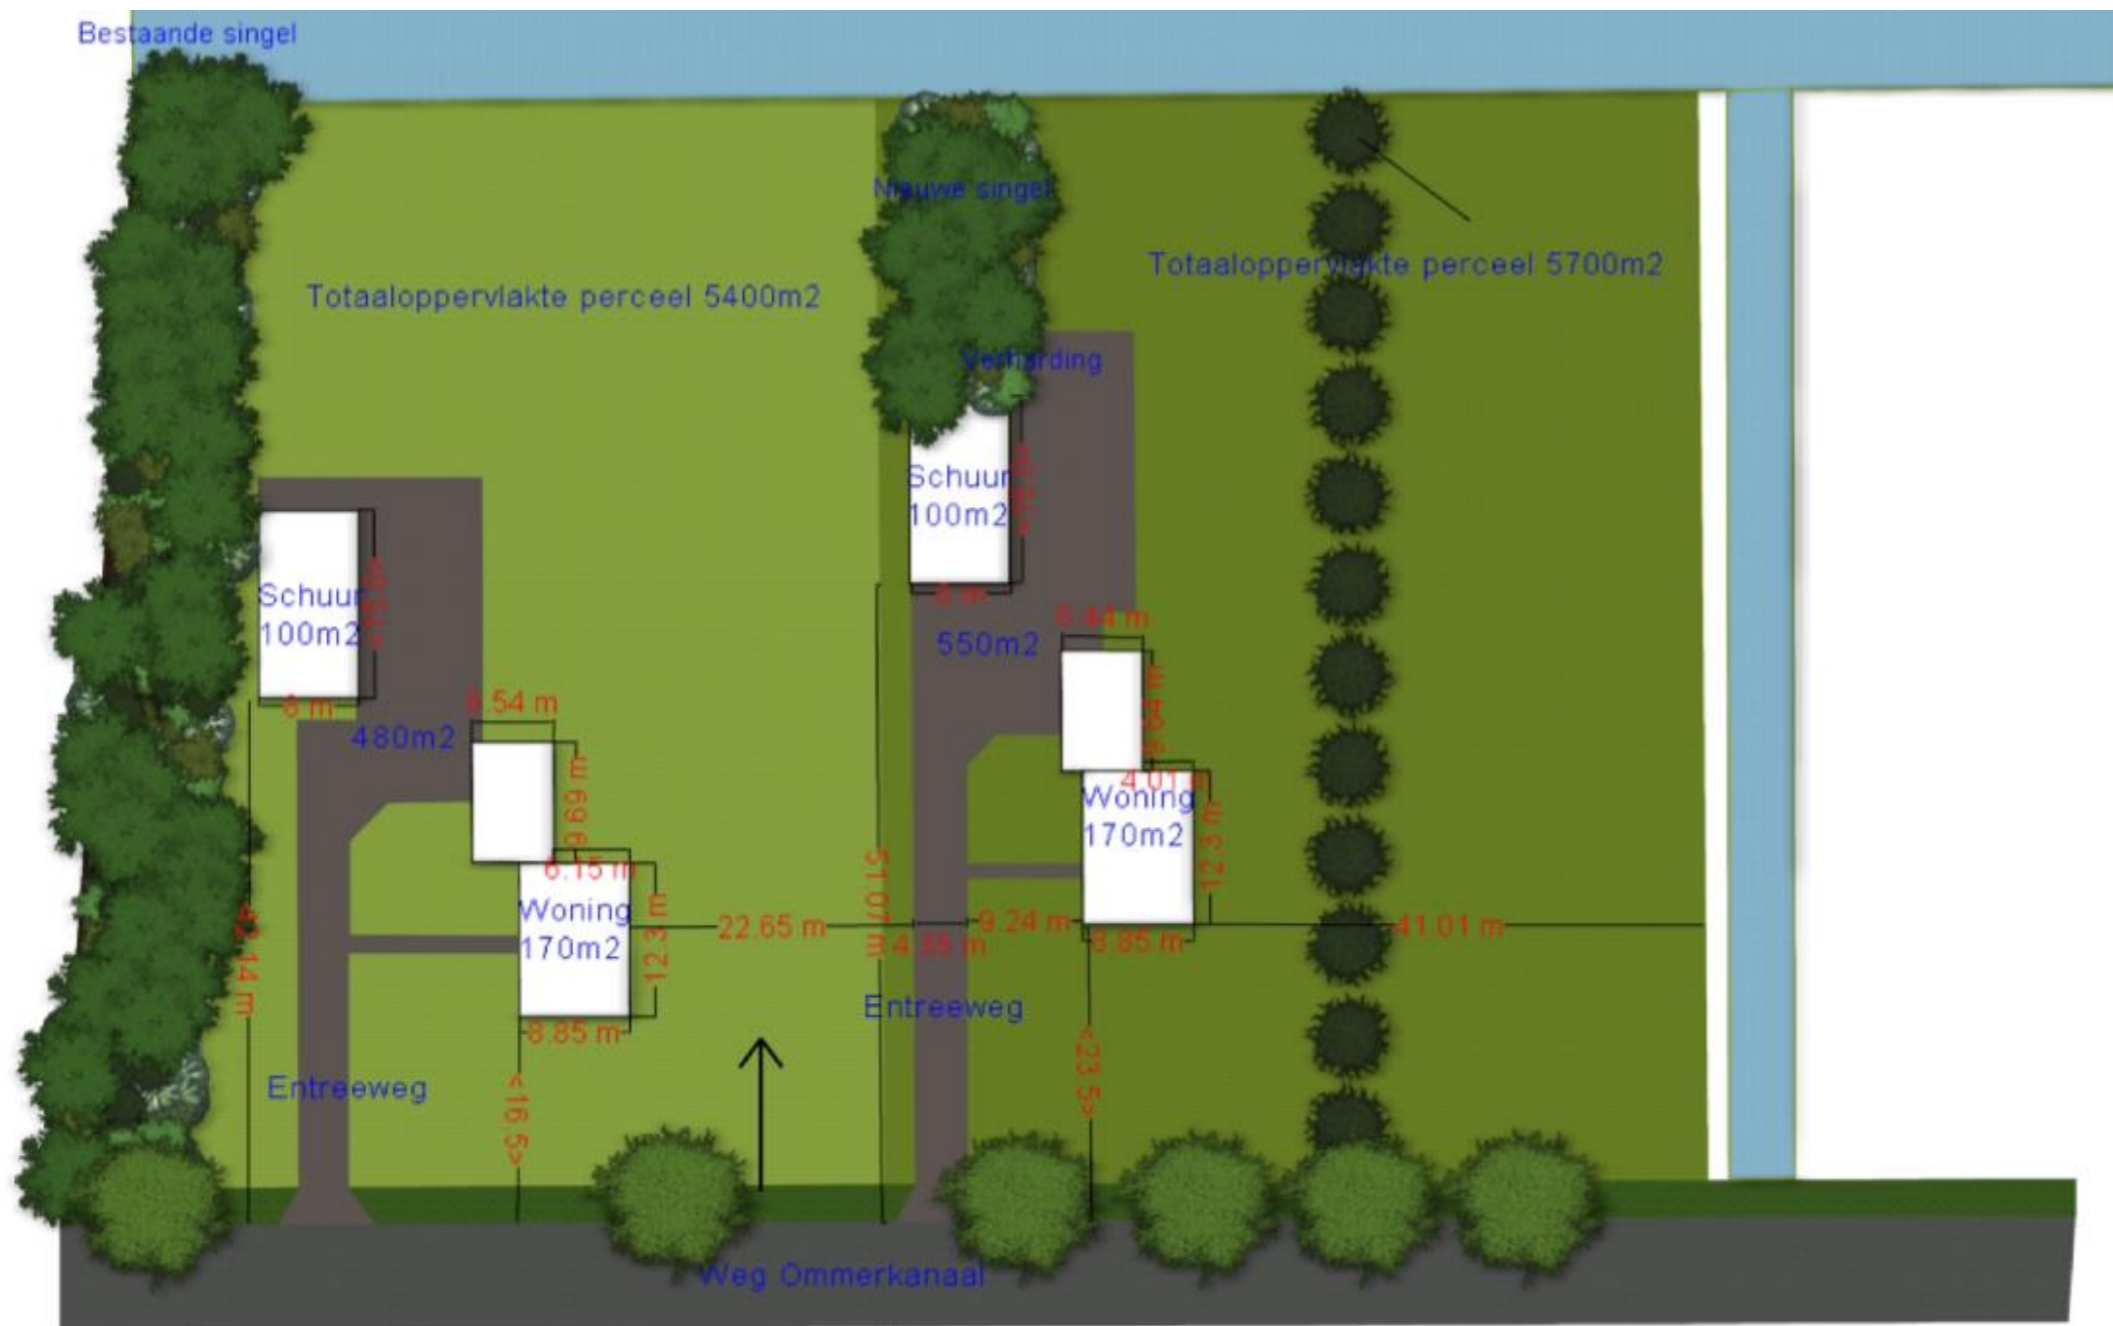 Bestaande singel
Nieuwe singel
Totaaloppervlakte perceel 5400m2
Totaaloppervlakte perceel 5700m2
Verharding
Schuur
100m2
8 m
Schuur
100m2
8 m
480m2
550m2
6.54 m
9.69 m
6.15 m
Woning
170m2
12.3 m
8.85 m
6.44 m
4.01 m
Woning
170m2
12.3 m
8.85 m
22.65 m
4.35 m
9.24 m
41.01 m
42.14 m
51.07 m
<16.5>
<23.5>
Entreeweg
Entreeweg
Weg Ommerkanaal